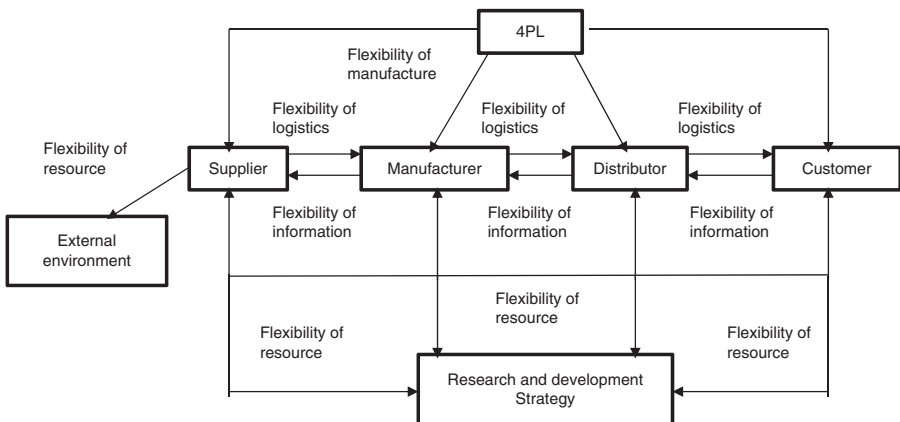 4PL
Flexibility of
manufacture
Flexibility of
logistics
Flexibility of
logistics
Flexibility of
logistics
Flexibility of
resource
Supplier
Manufacturer
Distributor
Customer
Flexibility of
information
Flexibility of
information
Flexibility of
information
External
environment
Flexibility of
resource
Flexibility of
resource
Flexibility of
resource
Research and development
Strategy